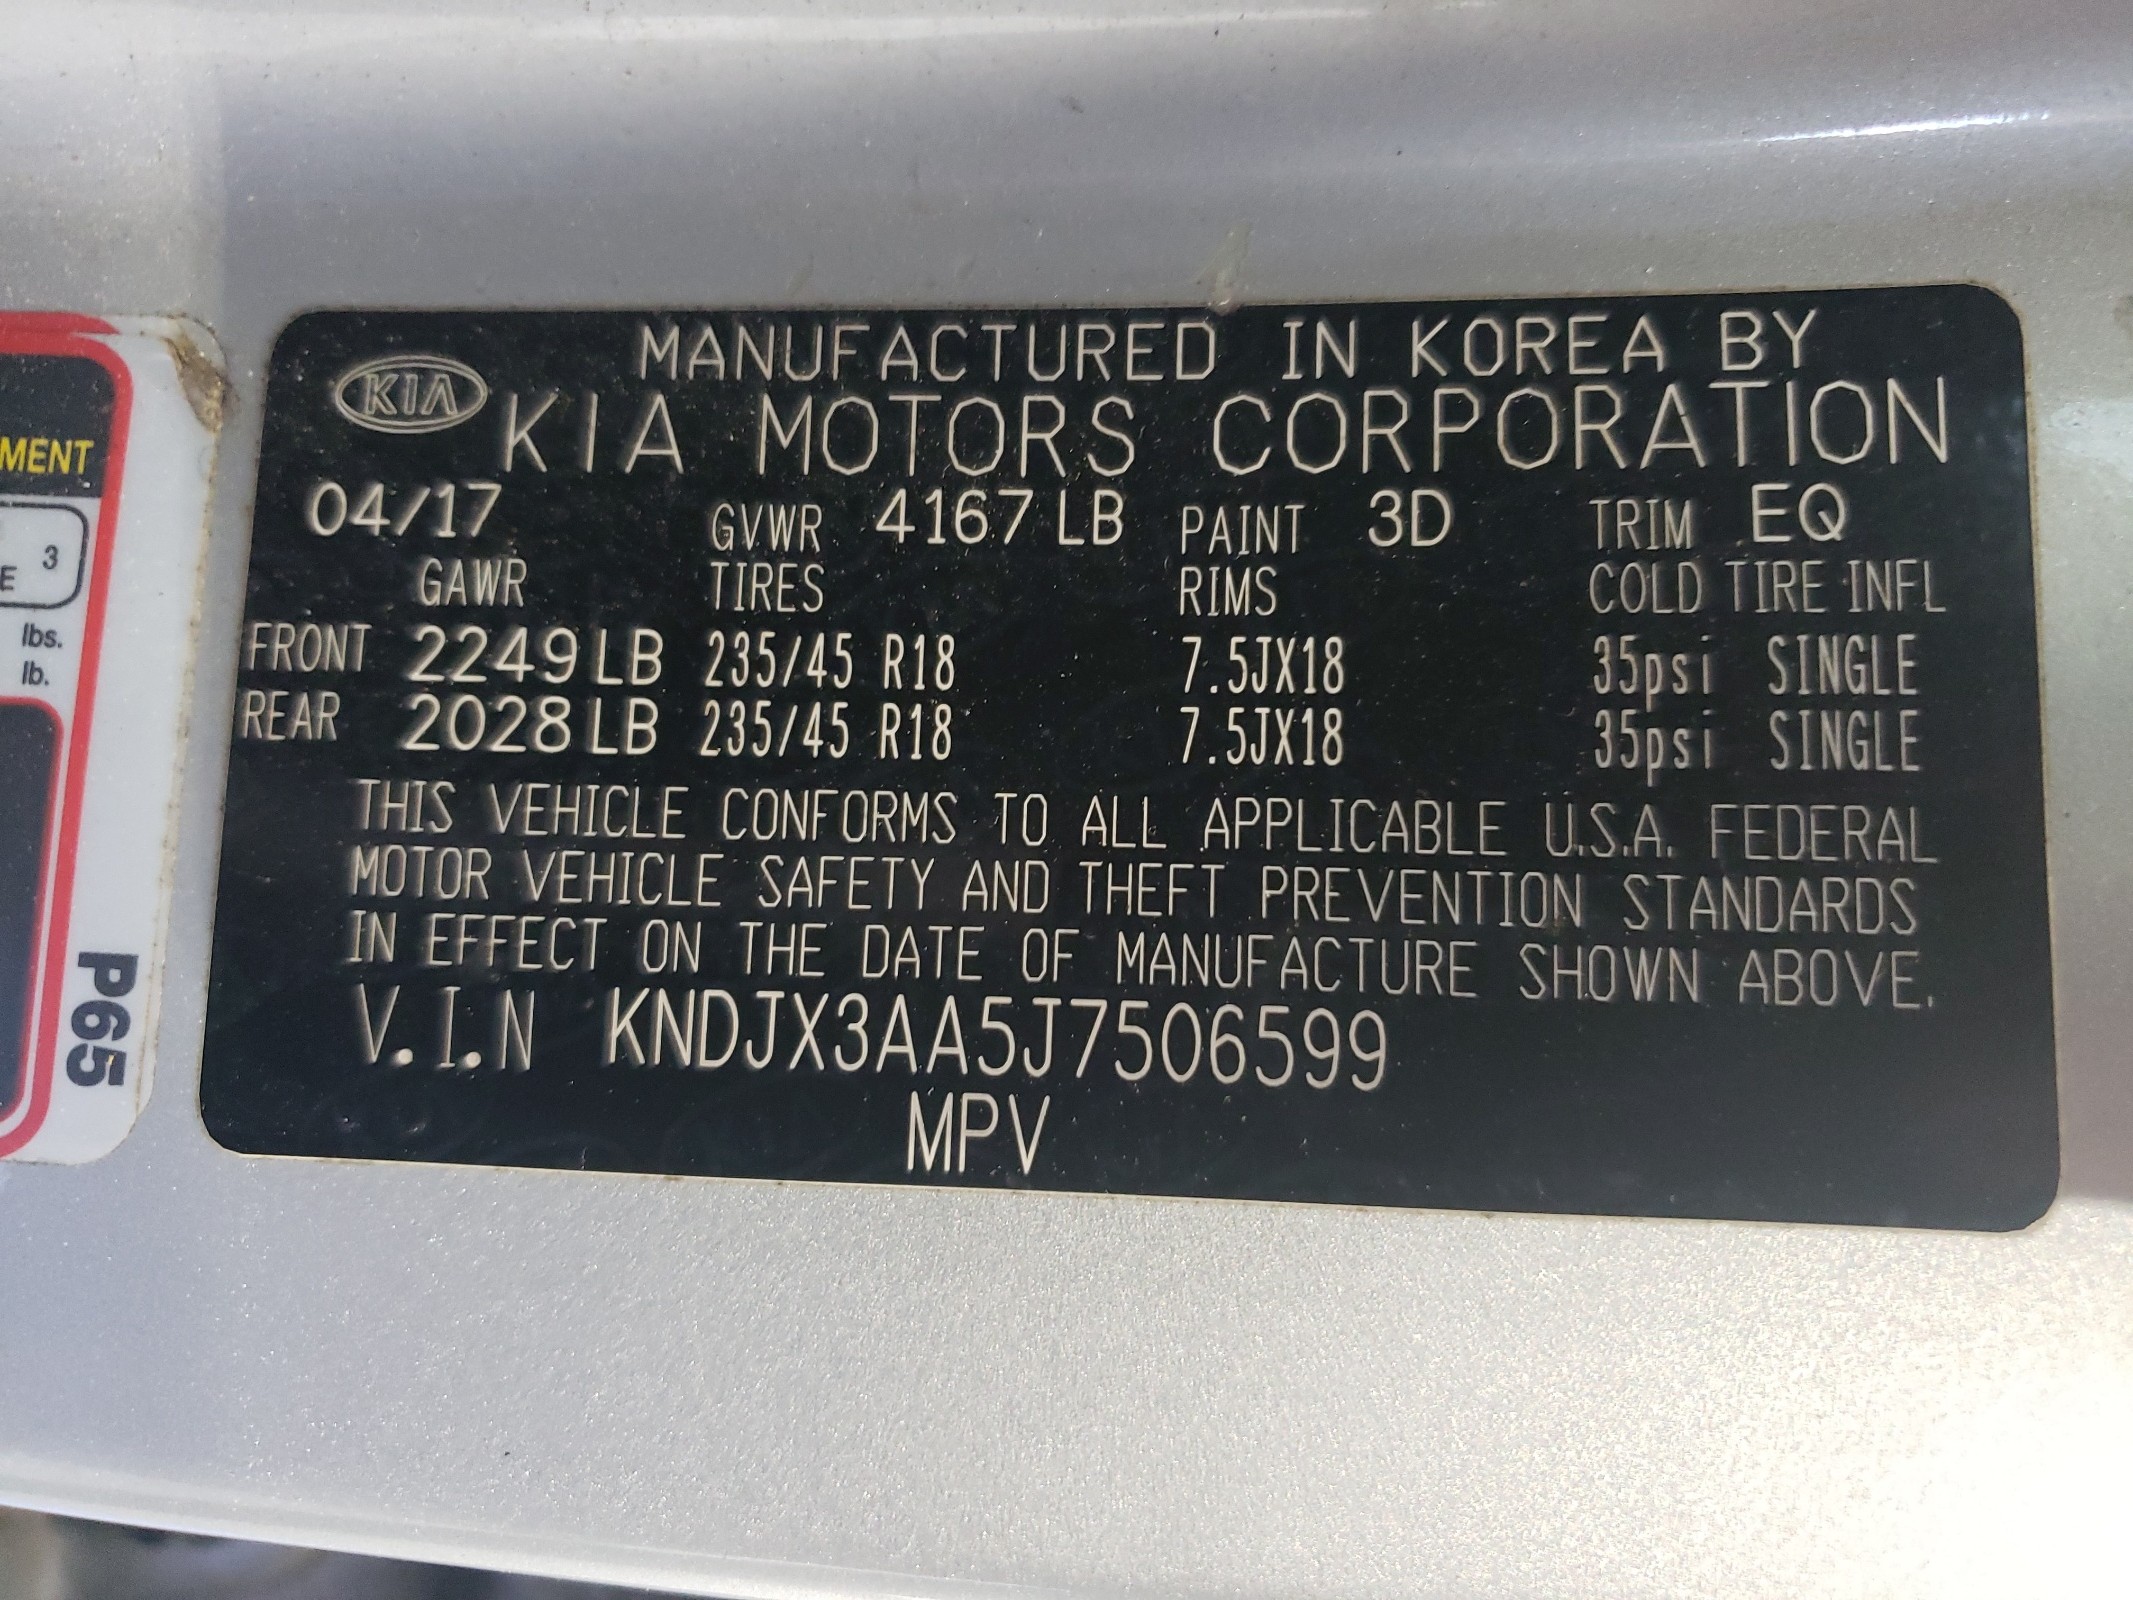 MENT
3
E
lbs.
lb.
P65
KIA
MANUFACTURED IN KOREA BY
KIA MOTORS CORPORATION
04/17 GVWR 4167 LB PAINT 3D TRIM EQ
GAWR TIRES RIMS COLD TIRE INFL
FRONT 2249 LB 235/45 R18 7.5JX18 35psi SINGLE
REAR 2028 LB 235/45 R18 7.5JX18 35psi SINGLE
THIS VEHICLE CONFORMS TO ALL APPLICABLE U.S.A. FEDERAL
MOTOR VEHICLE SAFETY AND THEFT PREVENTION STANDARDS
IN EFFECT ON THE DATE OF MANUFACTURE SHOWN ABOVE.
V.I.N KNDJX3AA5J7506599
MPV